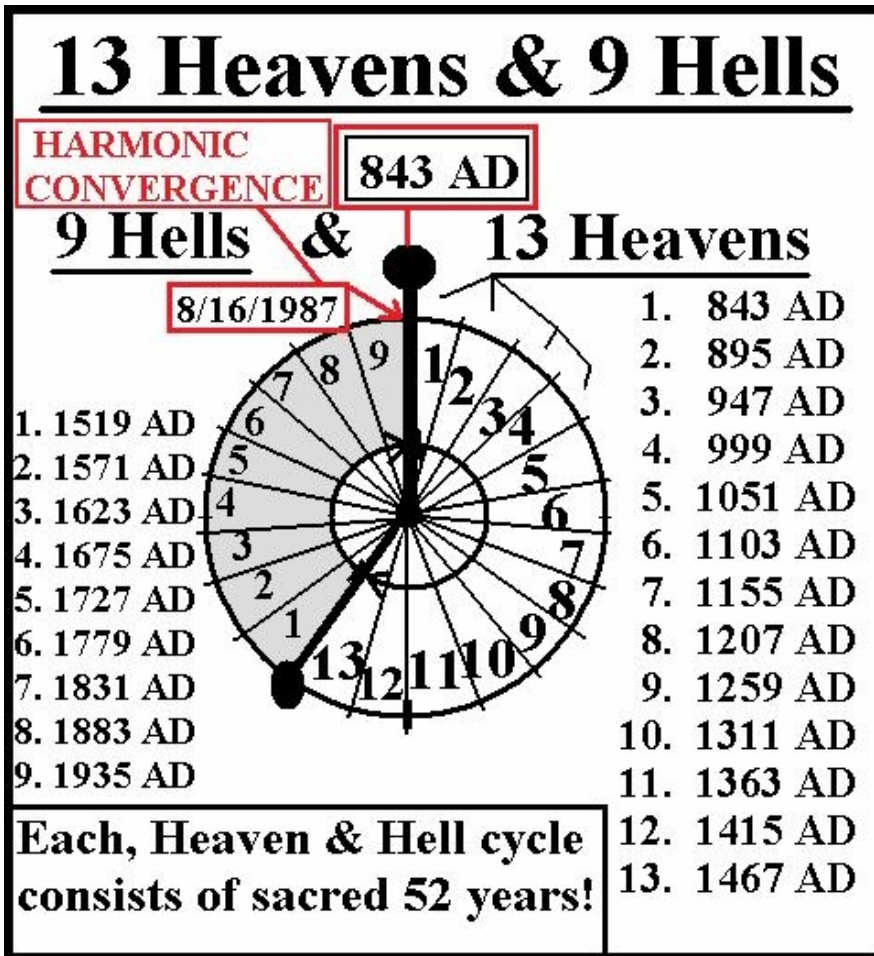 13 Heavens & 9 Hells
HARMONIC
CONVERGENCE
843 AD
9 Hells &
13 Heavens
8/16/1987
1. 1519 AD
2. 1571 AD
3. 1623 AD
4. 1675 AD
5. 1727 AD
6. 1779 AD
7. 1831 AD
8. 1883 AD
9. 1935 AD
1
2
3
4
5
6
7
8
9
1
2
3
4
5
6
7
8
9
10
11
12
13
1. 843 AD
2. 895 AD
3. 947 AD
4. 999 AD
5. 1051 AD
6. 1103 AD
7. 1155 AD
8. 1207 AD
9. 1259 AD
10. 1311 AD
11. 1363 AD
12. 1415 AD
13. 1467 AD
Each, Heaven & Hell cycle
consists of sacred 52 years!